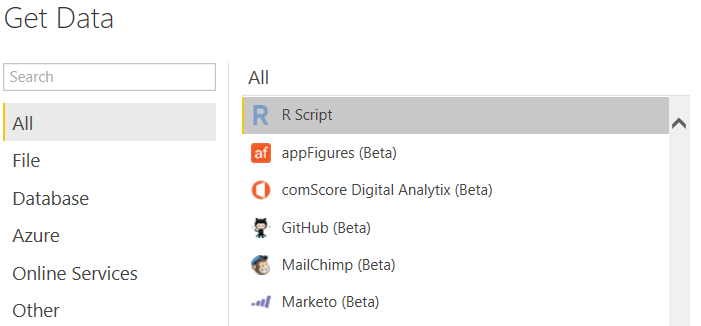 Get Data
Search
All
File
Database
Azure
Online Services
Other
All
R R Script
af appFigures (Beta)
comScore Digital Analytix (Beta)
GitHub (Beta)
MailChimp (Beta)
Marketo (Beta)